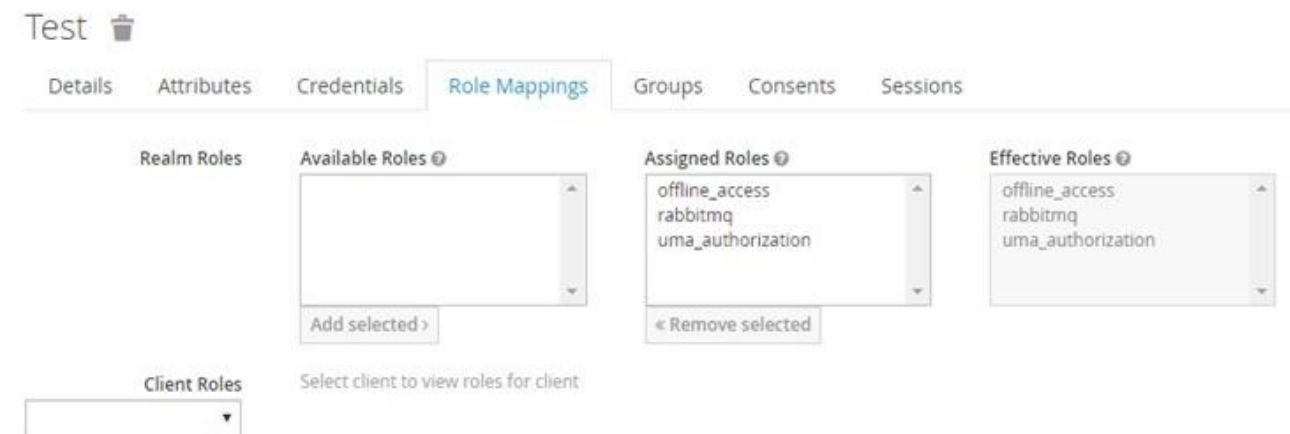 Test
Details Attributes Credentials Role Mappings Groups Consents Sessions
Realm Roles Available Roles Assigned Roles Effective Roles
offline_access offline_access
rabbitmq rabbitmq
uma_authorization uma_authorization
Add selected › « Remove selected
Client Roles Select client to view roles for client